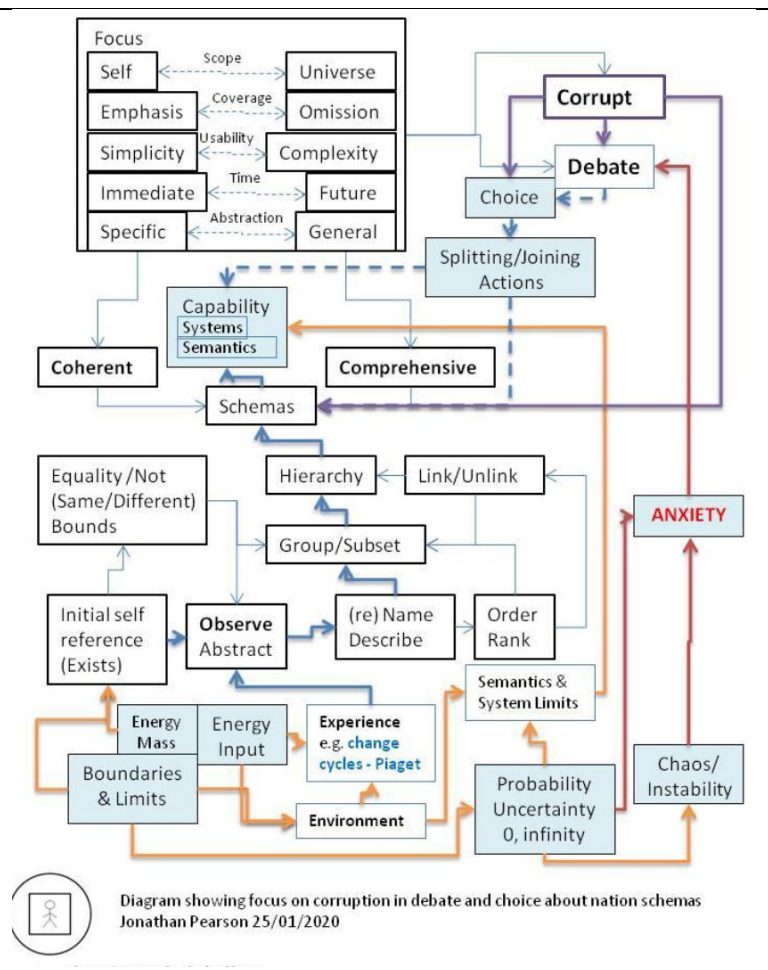 Focus
Self
Scope
Universe
Emphasis
Coverage
Omission
Simplicity
Usability
Complexity
Immediate
Time
Future
Specific
Abstraction
General
Corrupt
Debate
Choice
Splitting/Joining
Actions
Capability
Systems
Semantics
Coherent
Comprehensive
Schemas
Equality/Not
(Same/Different)
Bounds
Hierarchy
Link/Unlink
Group/Subset
ANXIETY
Initial self
reference
(Exists)
Observe
Abstract
(re) Name
Describe
Order
Rank
Semantics &
System Limits
Energy
Mass
Energy
Input
Experience
e.g. change
cycles - Piaget
Boundaries
& Limits
Environment
Probability
Uncertainty
0, infinity
Chaos/
Instability
Diagram showing focus on corruption in debate and choice about nation schemas
Jonathan Pearson 25/01/2020